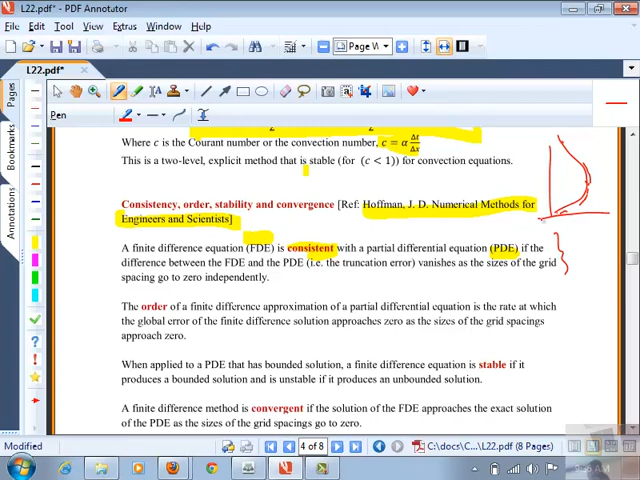 L22.pdf* - PDF Annotator
File Edit Tool View Extras Window Help
Page W
L22.pdf*
Pages
Bookmarks
Annotations
Pen
Where c is the Courant number or the convection number, c = α Δt/Δx
This is a two-level, explicit method that is stable (for (c < 1)) for convection equations.
Consistency, order, stability and convergence [Ref: Hoffman, J. D. Numerical Methods for
Engineers and Scientists]
A finite difference equation (FDE) is consistent with a partial differential equation (PDE) if the
difference between the FDE and the PDE (i.e. the truncation error) vanishes as the sizes of the grid
spacing go to zero independently.
The order of a finite difference approximation of a partial differential equation is the rate at which
the global error of the finite difference solution approaches zero as the sizes of the grid spacings
approach zero.
When applied to a PDE that has bounded solution, a finite difference equation is stable if it
produces a bounded solution and is unstable if it produces an unbounded solution.
A finite difference method is convergent if the solution of the FDE approaches the exact solution
of the PDE as the sizes of the grid spacings go to zero.
Modified
4 of 8
C:\docs\C...\L22.pdf (8 Pages)